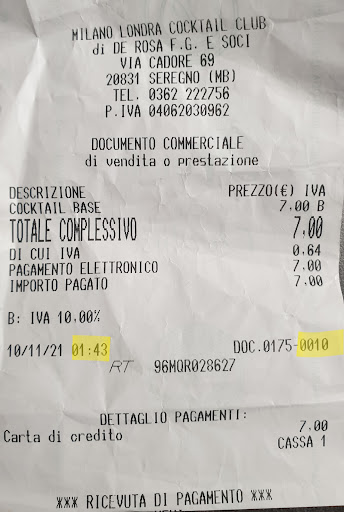 MILANO LONDRA COCKTAIL CLUB
di DE ROSA F.G. E SOCI
VIA CADORE 69
20831 SEREGNO (MB)
TEL. 0362 222756
P.IVA 04062030962
DOCUMENTO COMMERCIALE
di vendita o prestazione
DESCRIZIONE PREZZO(€) IVA
COCKTAIL BASE 7,00 B
TOTALE COMPLESSIVO 7,00
DI CUI IVA 0,64
PAGAMENTO ELETTRONICO 7,00
IMPORTO PAGATO 7,00
B: IVA 10,00%
10/11/21 01:43 DOC.0175-0010
RT 96MQR028627
DETTAGLIO PAGAMENTI:
Carta di credito 7,00
CASSA 1
*** RICEVUTA DI PAGAMENTO ***